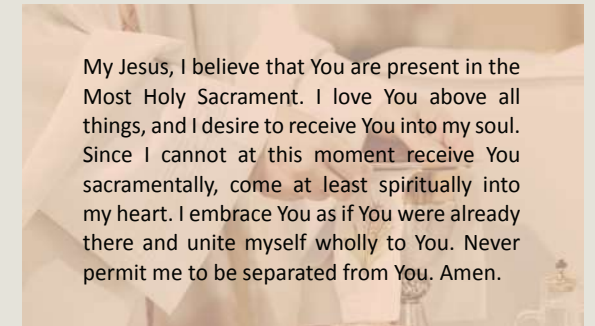 My Jesus, I believe that You are present in the
Most Holy Sacrament. I love You above all
things, and I desire to receive You into my soul.
Since I cannot at this moment receive You
sacramentally, come at least spiritually into
my heart. I embrace You as if You were already
there and unite myself wholly to You. Never
permit me to be separated from You. Amen.